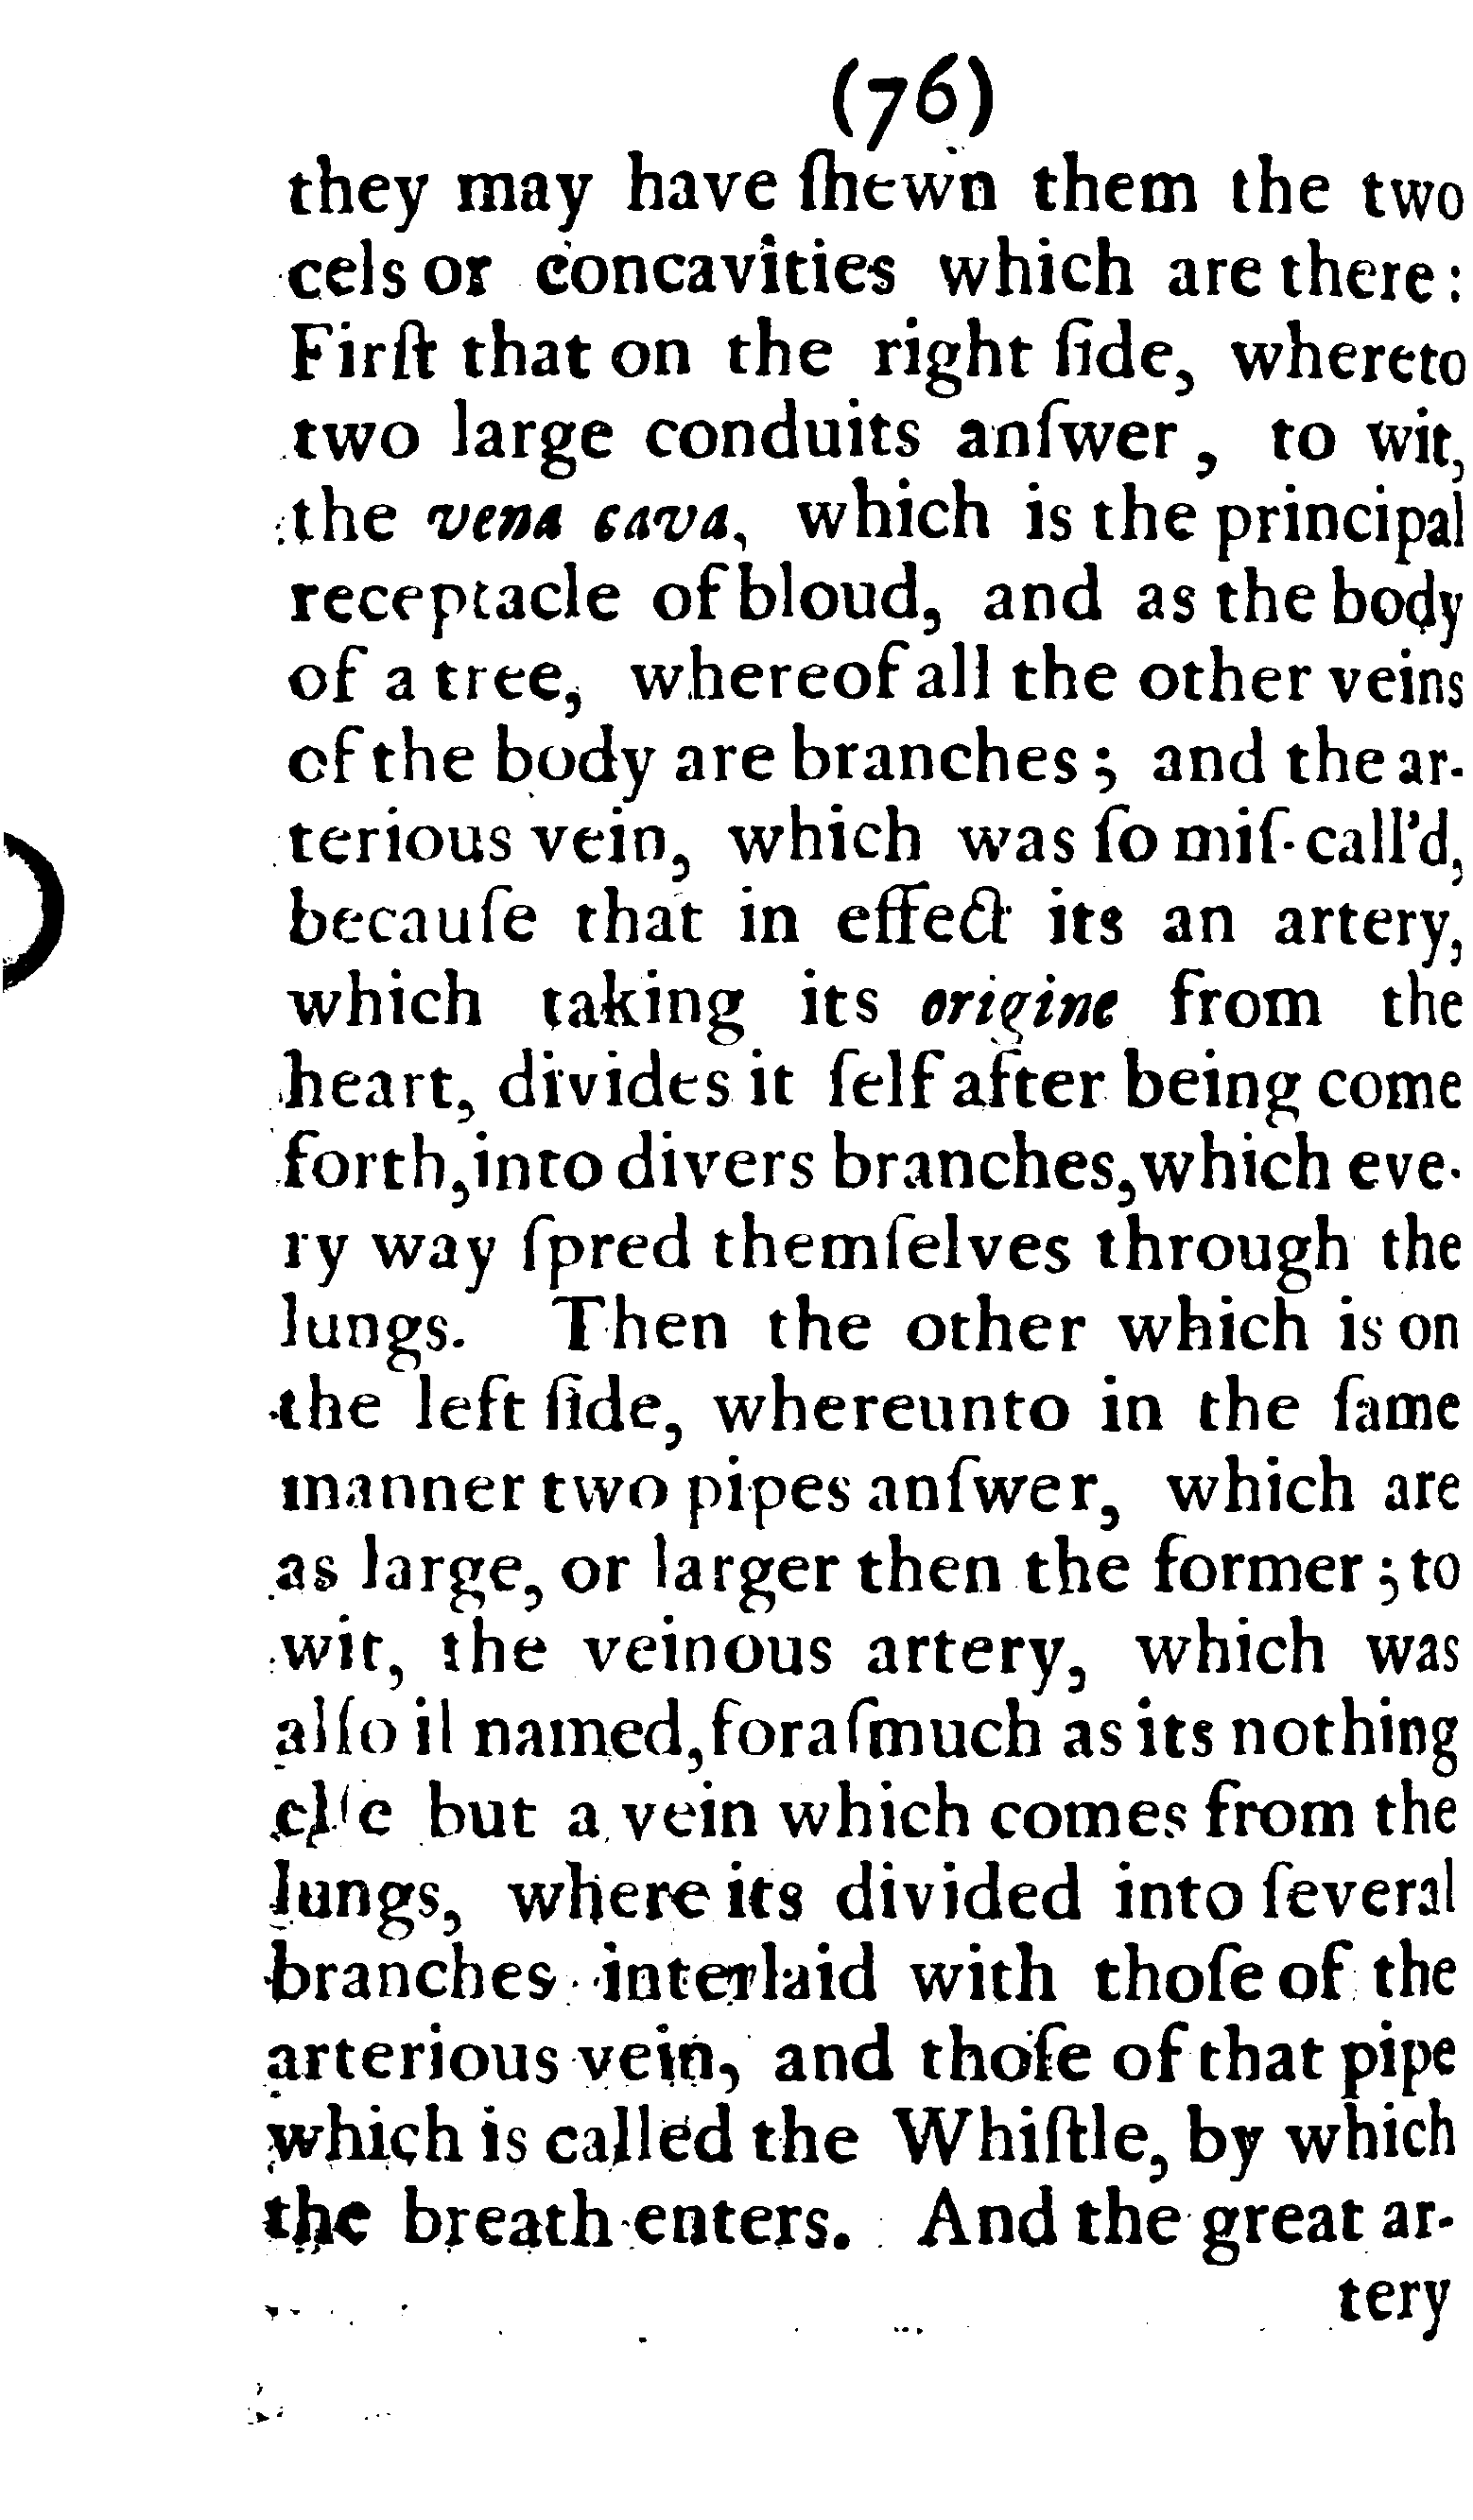 (76)
they may have ſhewn them the two
cels or concavities which are there:
Firſt that on the right ſide, whereto
two large conduits anſwer, to wit,
the vena cava, which is the principal
receptacle of bloud, and as the body
of a tree, whereof all the other veins
of the body are branches; and the ar-
terious vein, which was ſo miſ-call'd,
becauſe that in effect its an artery,
which taking its origine from the
heart, divides it ſelf after being come
forth, into divers branches, which eve-
ry way ſpred themſelves through the
lungs. Then the other which is on
the left ſide, whereunto in the ſame
manner two pipes anſwer, which are
as large, or larger then the former; to
wit, the veinous artery, which was
alſo il named, foraſmuch as its nothing
elſe but a vein which comes from the
lungs, where its divided into ſeveral
branches interlaid with thoſe of the
arterious vein, and thoſe of that pipe
which is called the Whiſtle, by which
the breath enters. And the great ar-
tery